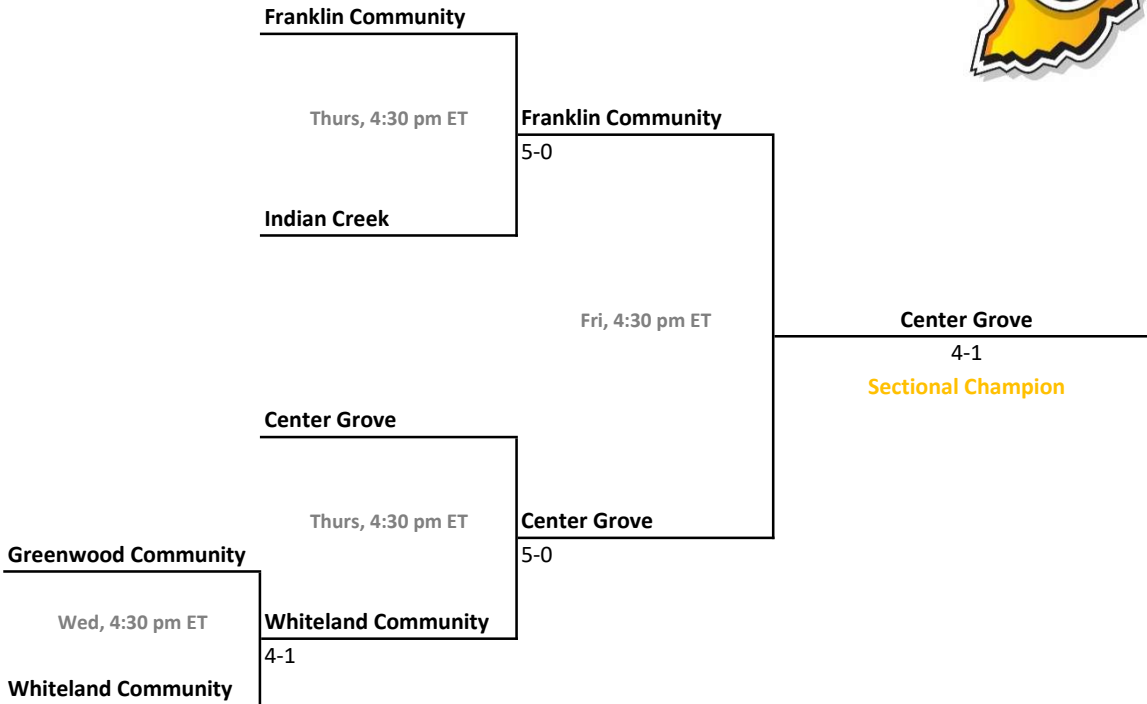 Franklin Community
Thurs, 4:30 pm ET
Franklin Community
5-0
Indian Creek
Fri, 4:30 pm ET
Center Grove
4-1
Sectional Champion
Center Grove
Thurs, 4:30 pm ET
Center Grove
5-0
Greenwood Community
Wed, 4:30 pm ET
Whiteland Community
4-1
Whiteland Community